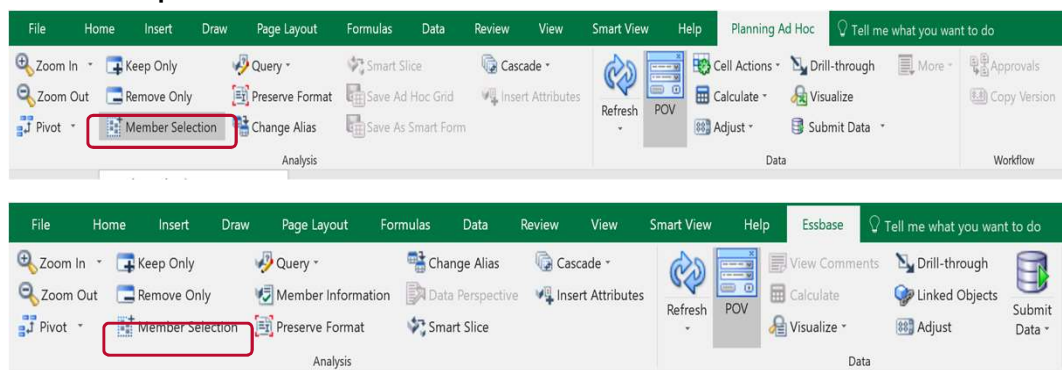 File Home Insert Draw Page Layout Formulas Data Review View Smart View Help Planning Ad Hoc Tell me what you want to do
Zoom In Keep Only Query Smart Slice Cascade Cell Actions Drill-through More Approvals
Zoom Out Remove Only Preserve Format Save Ad Hoc Grid Insert Attributes Refresh POV Calculate Visualize Copy Version
Pivot Member Selection Change Alias Save As Smart Form Adjust Submit Data
Analysis Data Workflow
File Home Insert Draw Page Layout Formulas Data Review View Smart View Help Essbase Tell me what you want to do
Zoom In Keep Only Query Change Alias Cascade View Comments Drill-through
Zoom Out Remove Only Member Information Data Perspective Insert Attributes Refresh POV Calculate Linked Objects Submit
Pivot Member Selection Preserve Format Smart Slice Visualize Adjust Data
Analysis Data